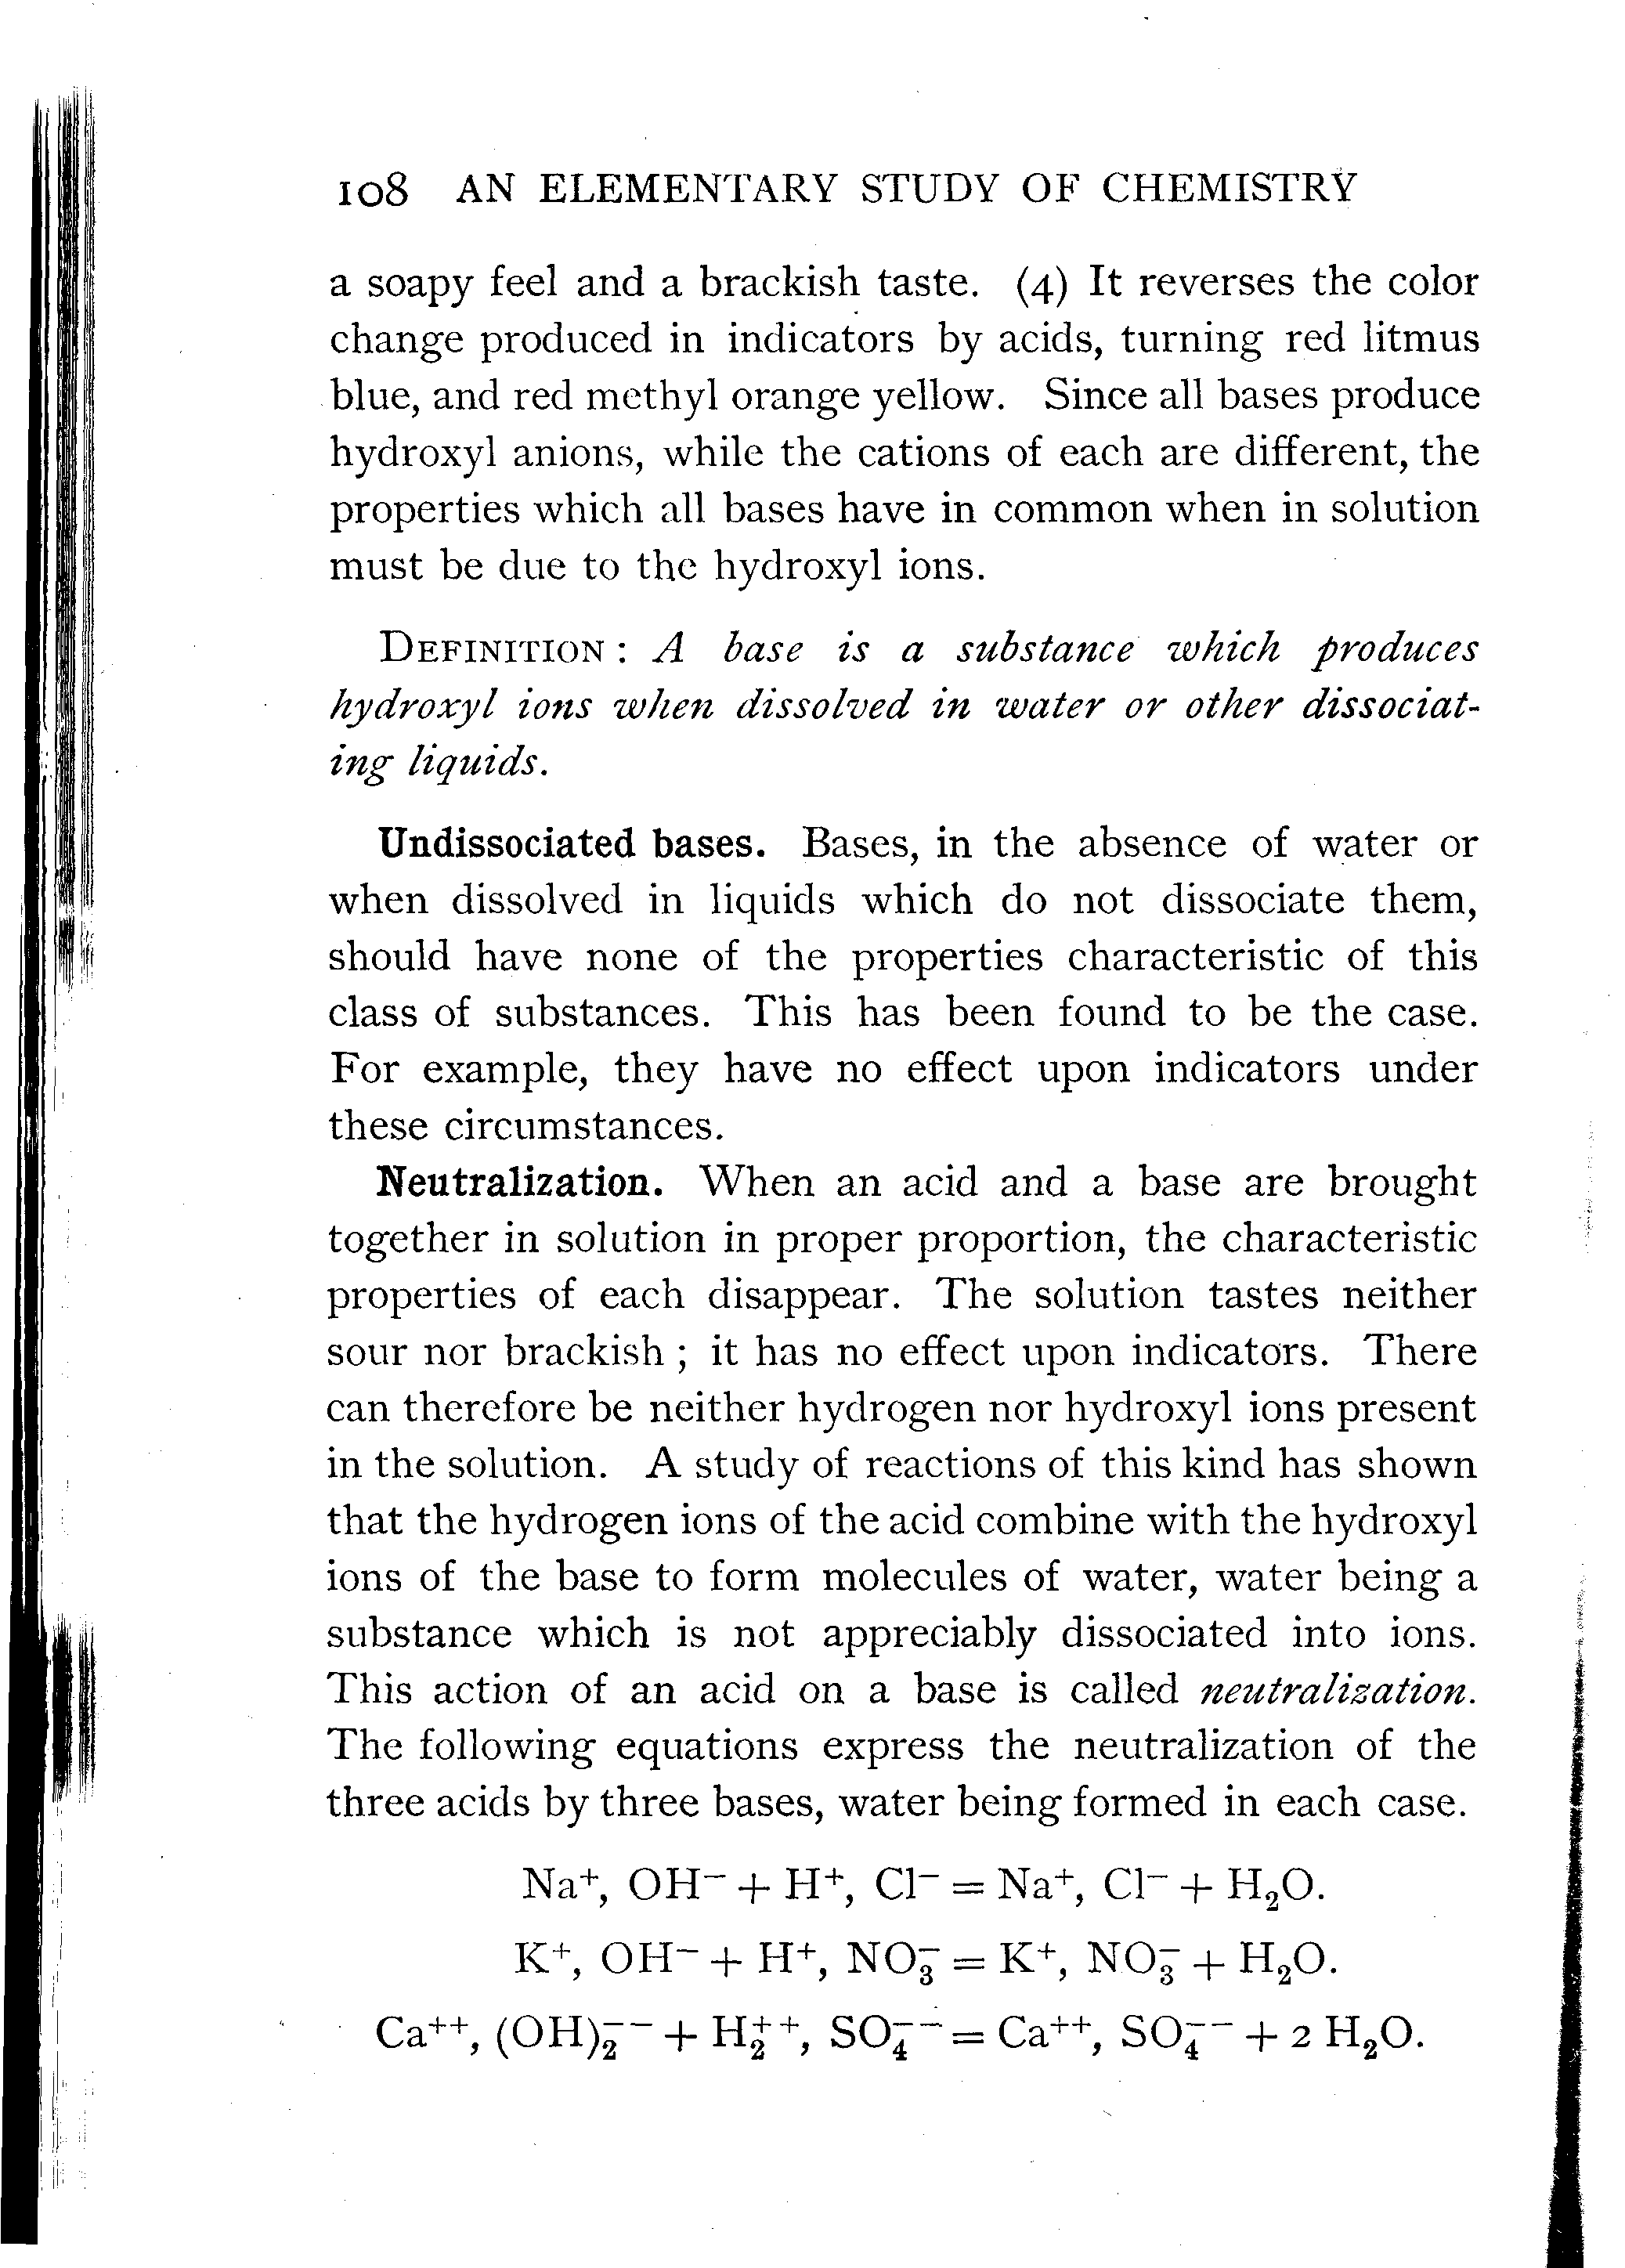 108 AN ELEMENTARY STUDY OF CHEMISTRY
a soapy feel and a brackish taste. (4) It reverses the color
change produced in indicators by acids, turning red litmus
blue, and red methyl orange yellow. Since all bases produce
hydroxyl anions, while the cations of each are different, the
properties which all bases have in common when in solution
must be due to the hydroxyl ions.
DEFINITION: A base is a substance which produces
hydroxyl ions when dissolved in water or other dissociat-
ing liquids.
Undissociated bases. Bases, in the absence of water or
when dissolved in liquids which do not dissociate them,
should have none of the properties characteristic of this
class of substances. This has been found to be the case.
For example, they have no effect upon indicators under
these circumstances.
Neutralization. When an acid and a base are brought
together in solution in proper proportion, the characteristic
properties of each disappear. The solution tastes neither
sour nor brackish; it has no effect upon indicators. There
can therefore be neither hydrogen nor hydroxyl ions present
in the solution. A study of reactions of this kind has shown
that the hydrogen ions of the acid combine with the hydroxyl
ions of the base to form molecules of water, water being a
substance which is not appreciably dissociated into ions.
This action of an acid on a base is called neutralization.
The following equations express the neutralization of the
three acids by three bases, water being formed in each case.
Na⁺, OH⁻ + H⁺, Cl⁻ = Na⁺, Cl⁻ + H₂O.
K⁺, OH⁻ + H⁺, NO₃⁻ = K⁺, NO₃⁻ + H₂O.
Ca⁺⁺, (OH)₂⁻⁻ + H₂⁺⁺, SO₄⁻⁻ = Ca⁺⁺, SO₄⁻⁻ + 2 H₂O.